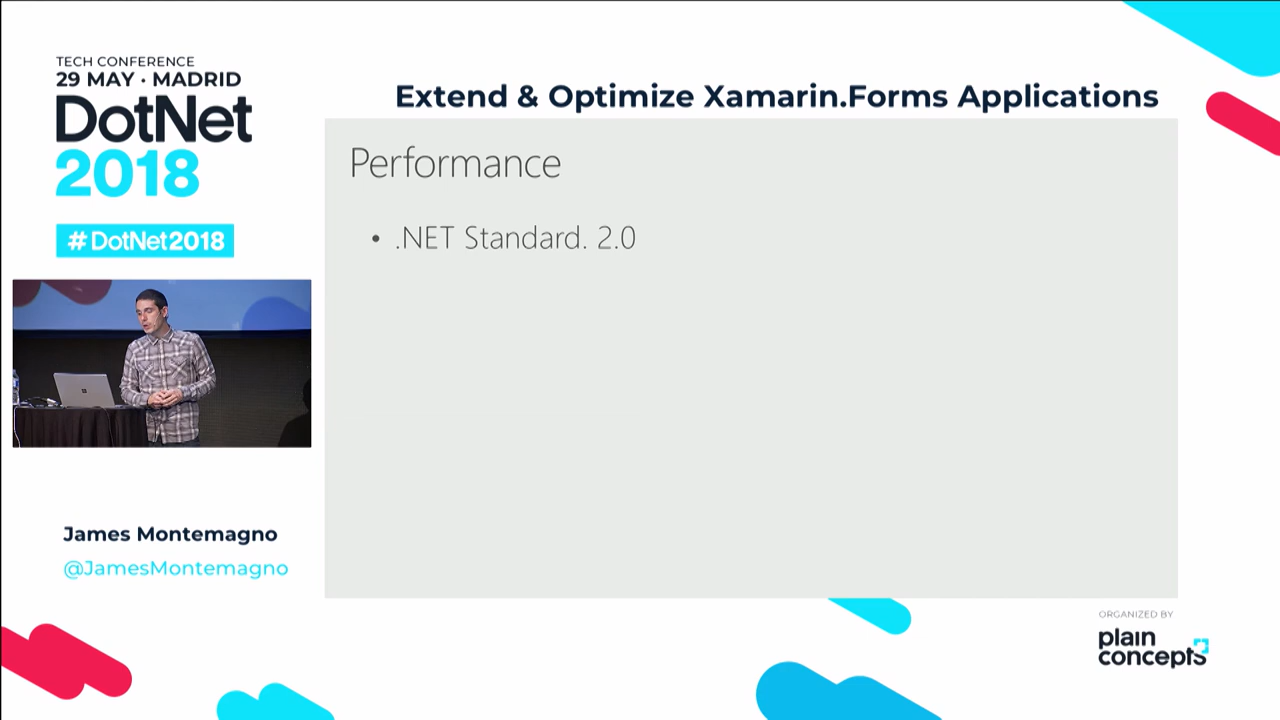 TECH CONFERENCE
29 MAY · MADRID
DotNet
2018
#DotNet2018
Extend & Optimize Xamarin.Forms Applications
Performance
• .NET Standard. 2.0
James Montemagno
@JamesMontemagno
ORGANIZED BY
plain
concepts